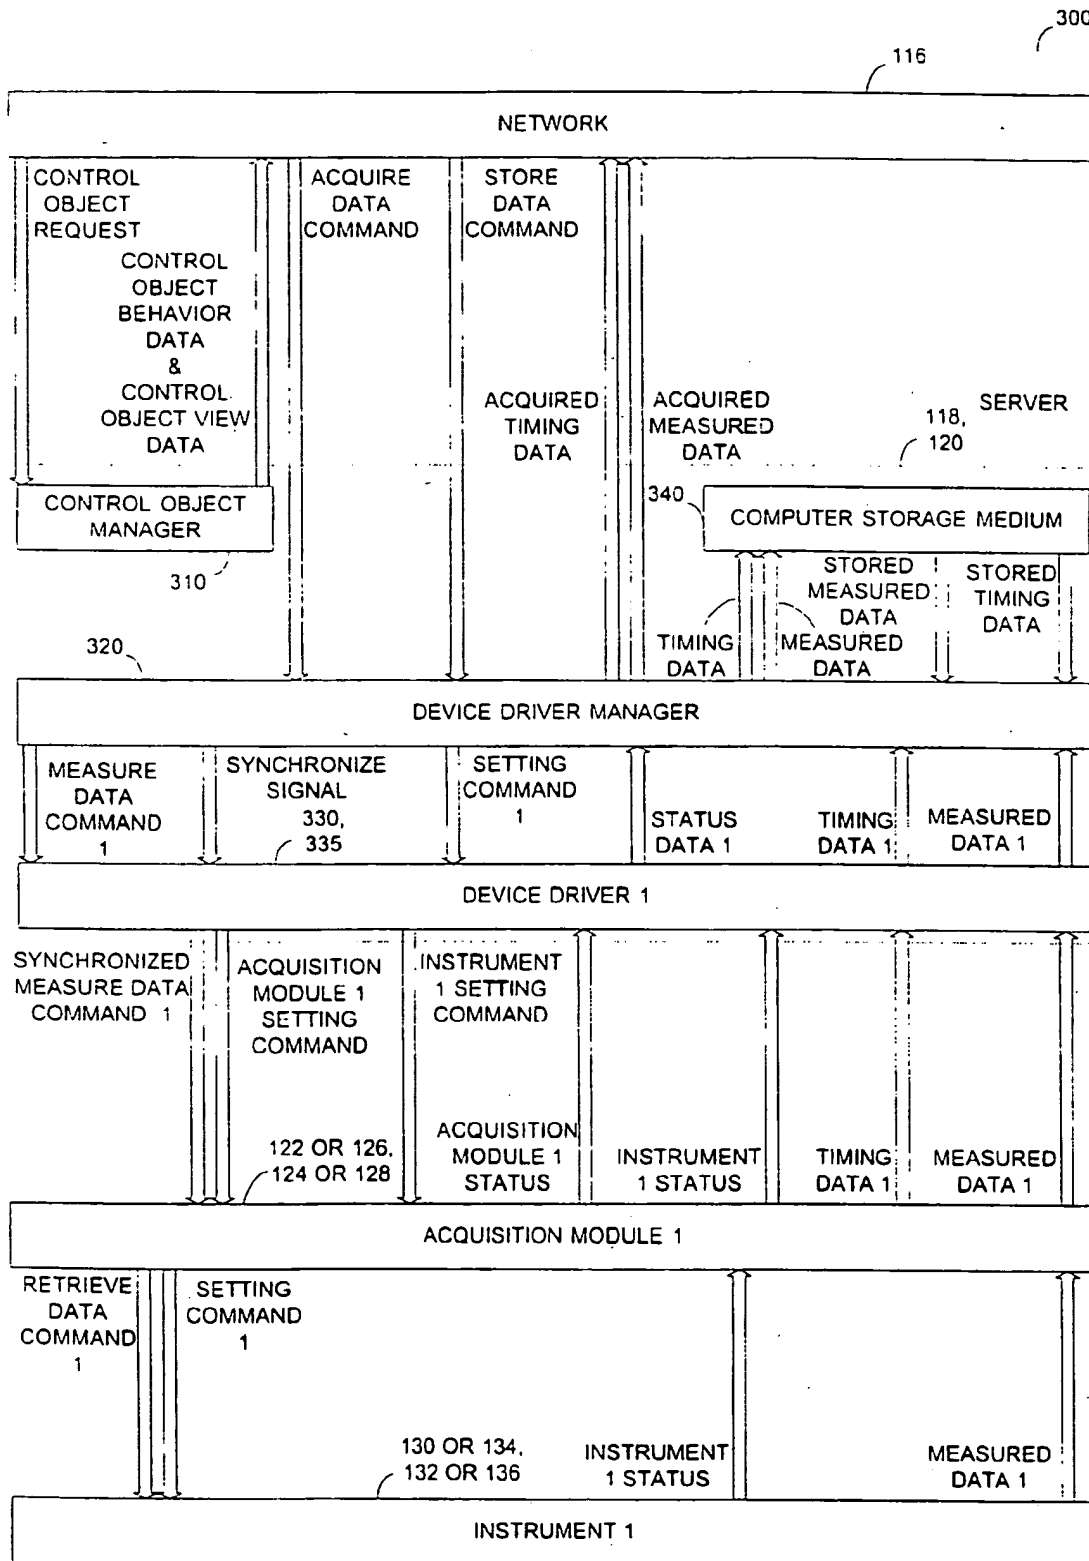 300
116
NETWORK
CONTROL
OBJECT
REQUEST
CONTROL
OBJECT
BEHAVIOR
DATA
&
CONTROL
OBJECT VIEW
DATA
ACQUIRE
DATA
COMMAND
STORE
DATA
COMMAND
ACQUIRED
TIMING
DATA
ACQUIRED
MEASURED
DATA
SERVER
118,
120
CONTROL OBJECT
MANAGER
310
340
COMPUTER STORAGE MEDIUM
TIMING
DATA
MEASURED
DATA
STORED
MEASURED
DATA
STORED
TIMING
DATA
320
DEVICE DRIVER MANAGER
MEASURE
DATA
COMMAND
1
SYNCHRONIZE
SIGNAL
330,
335
SETTING
COMMAND
1
STATUS
DATA 1
TIMING
DATA 1
MEASURED
DATA 1
DEVICE DRIVER 1
SYNCHRONIZED
MEASURE DATA
COMMAND 1
ACQUISITION
MODULE 1
SETTING
COMMAND
INSTRUMENT
1 SETTING
COMMAND
122 OR 126,
124 OR 128
ACQUISITION
MODULE 1
STATUS
INSTRUMENT
1 STATUS
TIMING
DATA 1
MEASURED
DATA 1
ACQUISITION MODULE 1
RETRIEVE
DATA
COMMAND
1
SETTING
COMMAND
1
130 OR 134,
132 OR 136
INSTRUMENT
1 STATUS
MEASURED
DATA 1
INSTRUMENT 1